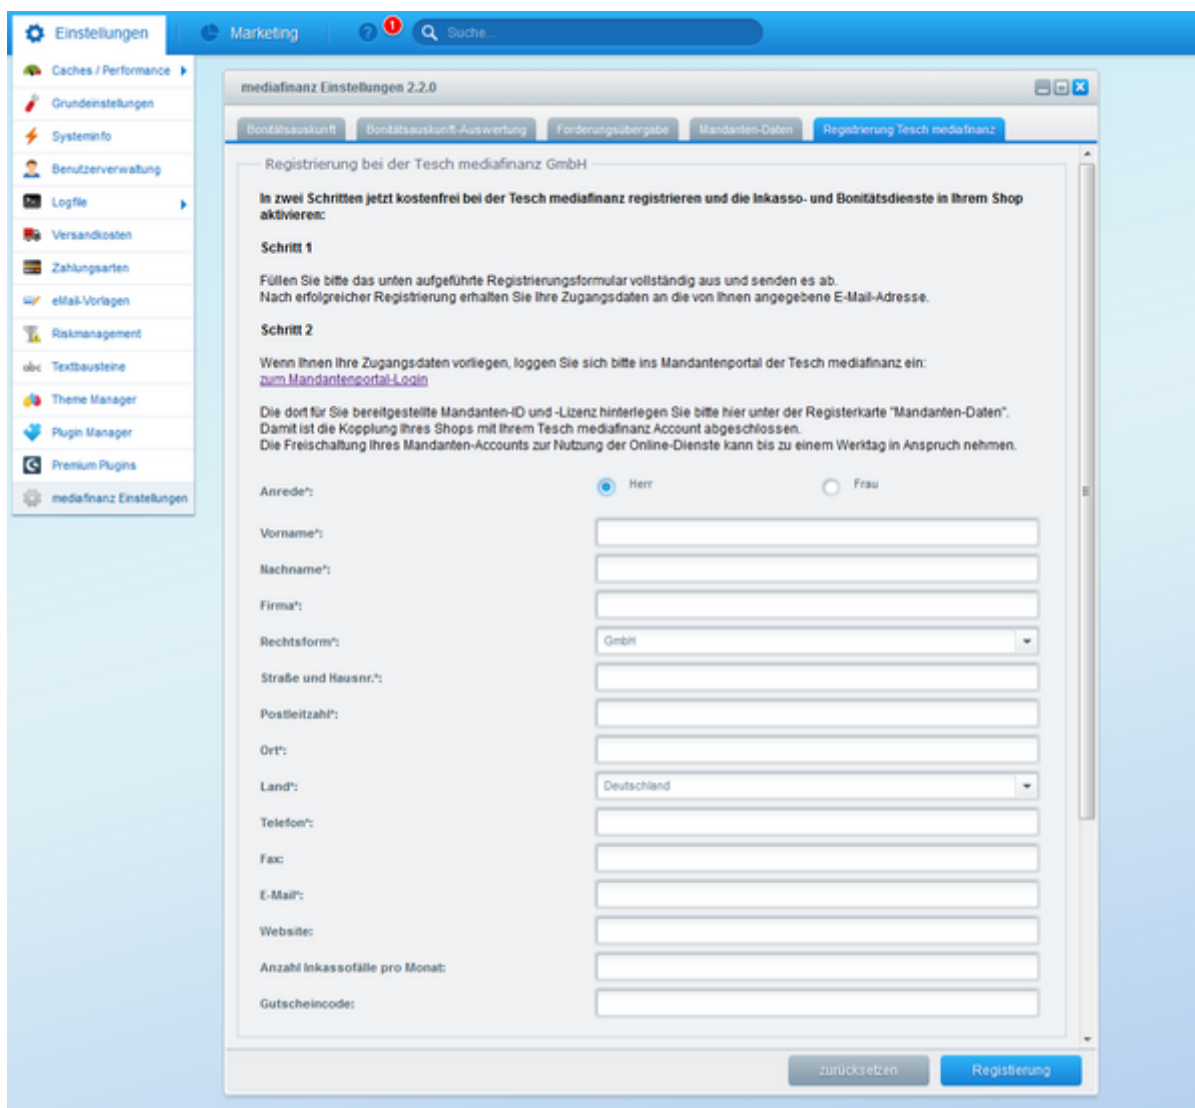 Einstellungen
Marketing
?
1
Suche...
Caches / Performance
Grundeinstellungen
Systeminfo
Benutzerverwaltung
Logfile
Versandkosten
Zahlungsarten
eMail-Vorlagen
Riskmanagement
abc Textbausteine
Theme Manager
Plugin Manager
Premium Plugins
mediafinanz Einstellungen
mediafinanz Einstellungen 2.2.0
Bonitätsauskunft
Bonitätsauskunft-Auswertung
Forderungsübergabe
Mandanten-Daten
Registrierung Tesch mediafinanz
Registrierung bei der Tesch mediafinanz GmbH
In zwei Schritten jetzt kostenfrei bei der Tesch mediafinanz registrieren und die Inkasso- und Bonitätsdienste in Ihrem Shop
aktivieren:
Schritt 1
Füllen Sie bitte das unten aufgeführte Registrierungsformular vollständig aus und senden es ab.
Nach erfolgreicher Registrierung erhalten Sie Ihre Zugangsdaten an die von Ihnen angegebene E-Mail-Adresse.
Schritt 2
Wenn Ihnen Ihre Zugangsdaten vorliegen, loggen Sie sich bitte ins Mandantenportal der Tesch mediafinanz ein:
zum Mandantenportal-Login
Die dort für Sie bereitgestellte Mandanten-ID und -Lizenz hinterlegen Sie bitte hier unter der Registerkarte "Mandanten-Daten".
Damit ist die Kopplung Ihres Shops mit Ihrem Tesch mediafinanz Account abgeschlossen.
Die Freischaltung Ihres Mandanten-Accounts zur Nutzung der Online-Dienste kann bis zu einem Werktag in Anspruch nehmen.
Anrede*:
Herr
Frau
Vorname*:
Nachname*:
Firma*:
Rechtsform*:
GmbH
Straße und Hausnr.*:
Postleitzahl*:
Ort*:
Land*:
Deutschland
Telefon*:
Fax:
E-Mail*:
Website:
Anzahl Inkassofälle pro Monat:
Gutscheincode:
zurücksetzen
Registierung